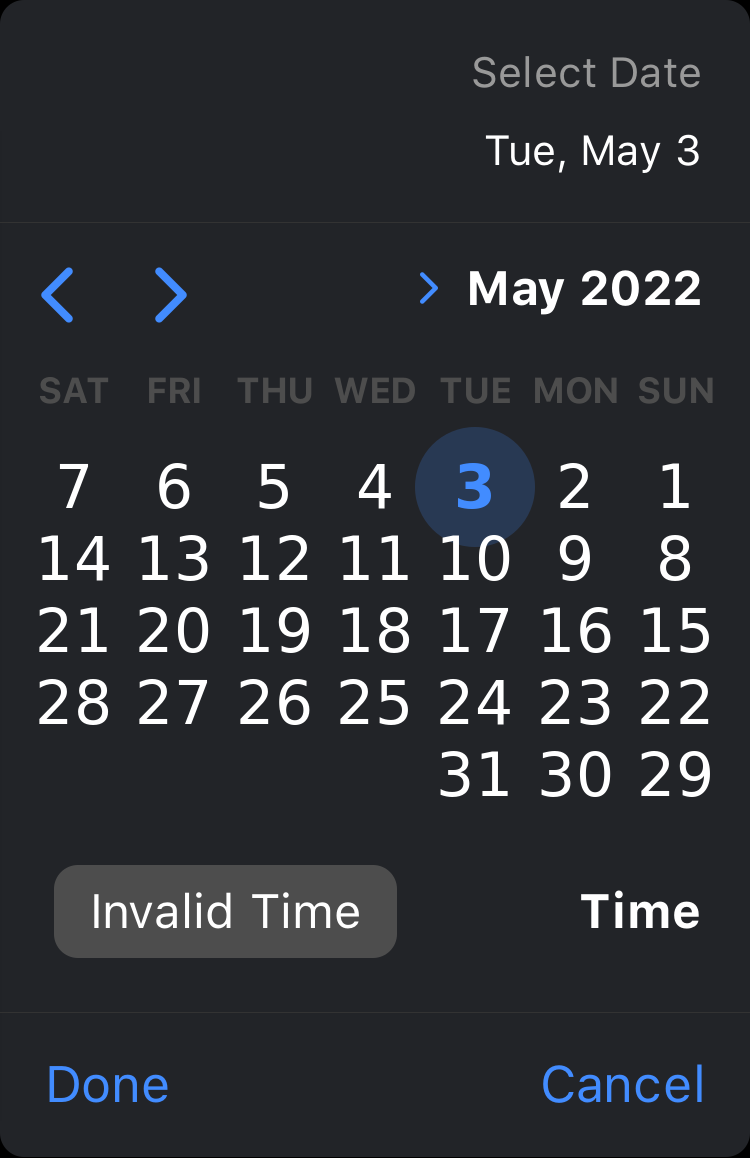 Select Date
Tue, May 3
May 2022
SAT FRI THU WED TUE MON SUN
7 6 5 4 3 2 1
14 13 12 11 10 9 8
21 20 19 18 17 16 15
28 27 26 25 24 23 22
31 30 29
Invalid Time Time
Done Cancel